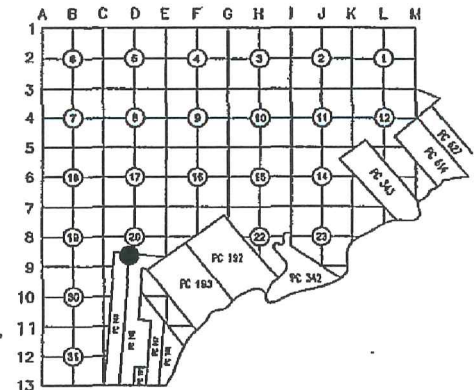 A B C D E F G H I J K L M
1
2 6 5 4 3 2 1
3
4 7 8 9 10 11 12
PC 627
5
PC 614
6 18 17 16 15 14
PC 343
7
8 19 20 22 23
PC 192
9
PC 193
PC 342
10 30
11
12 31
13